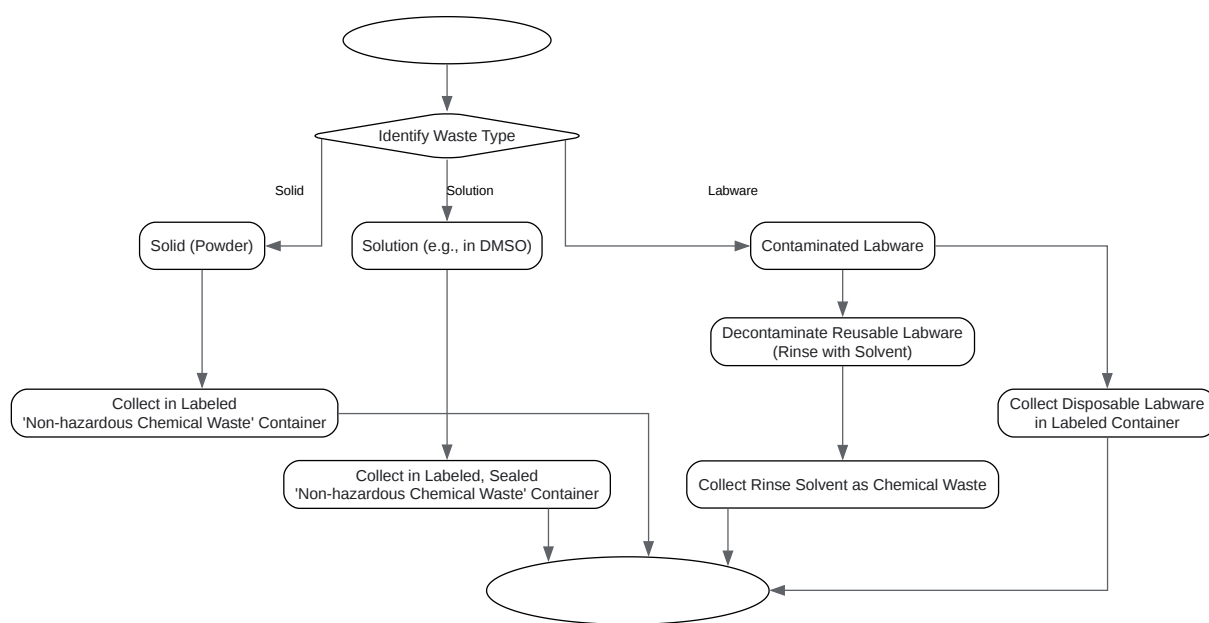 Identify Waste Type
Solid
Solution
Labware
Solid (Powder)
Solution (e.g., in DMSO)
Contaminated Labware
Decontaminate Reusable Labware
(Rinse with Solvent)
Collect in Labeled
'Non-hazardous Chemical Waste' Container
Collect Disposable Labware
in Labeled Container
Collect in Labeled, Sealed
'Non-hazardous Chemical Waste' Container
Collect Rinse Solvent as Chemical Waste